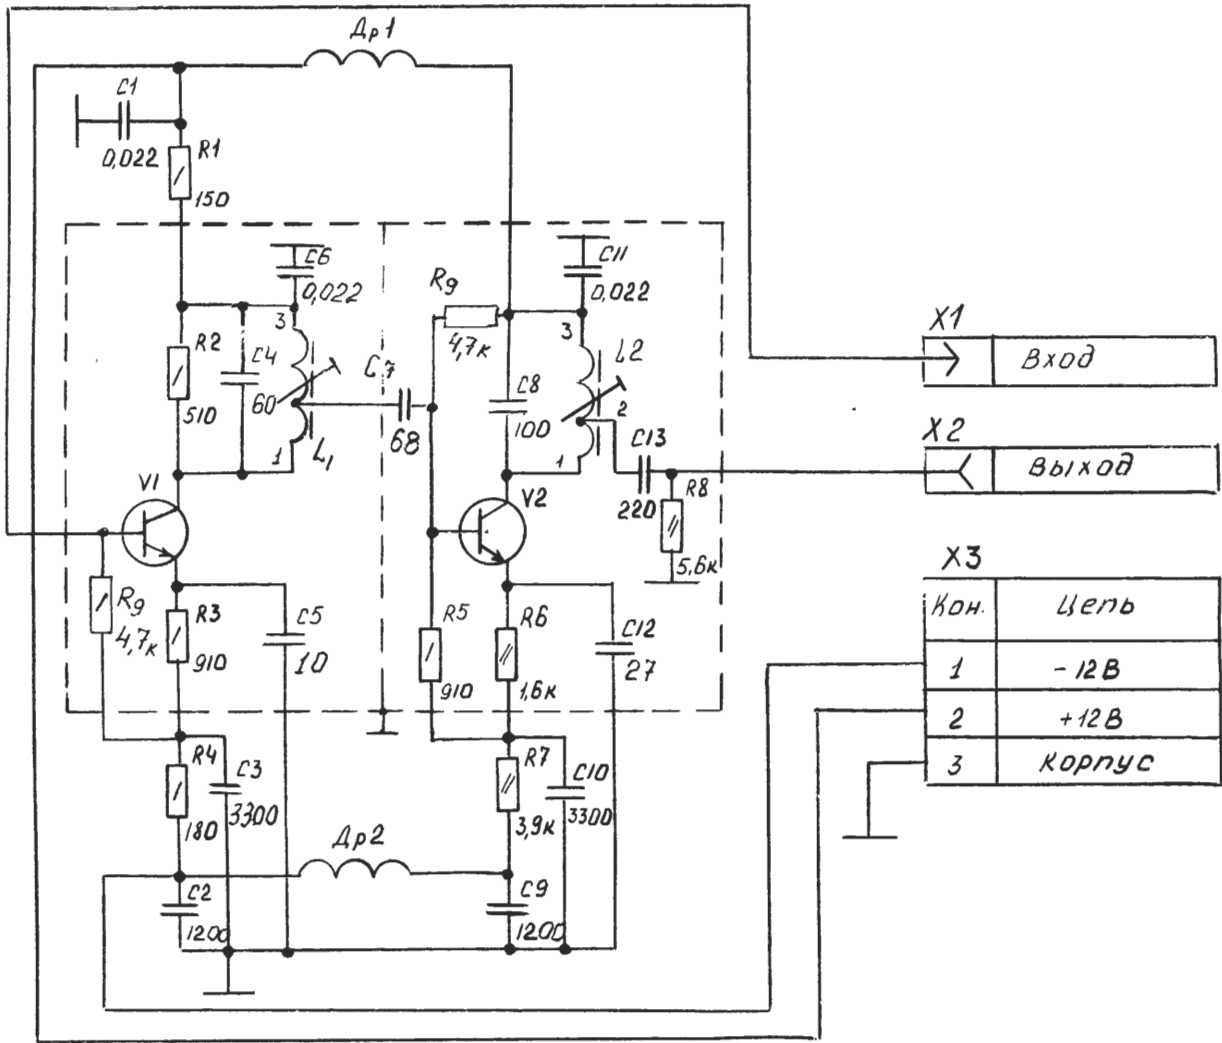 Др1
C1
0,022
R1
150
C6
0,022
R9
4,7к
C11
0,022
3
R2
510
C4
60
1
L1
C7
68
C8
100
3
L2
2
1
C13
220
R8
5,6к
X1
Вход
X2
Выход
V1
V2
R9
4,7к
R3
910
C5
10
R5
910
R6
1,6к
C12
27
X3
Кон.
Цепь
1
-12В
2
+12В
3
Корпус
R4
180
C3
3300
R7
3,9к
C10
3300
Др2
C2
1200
C9
1200